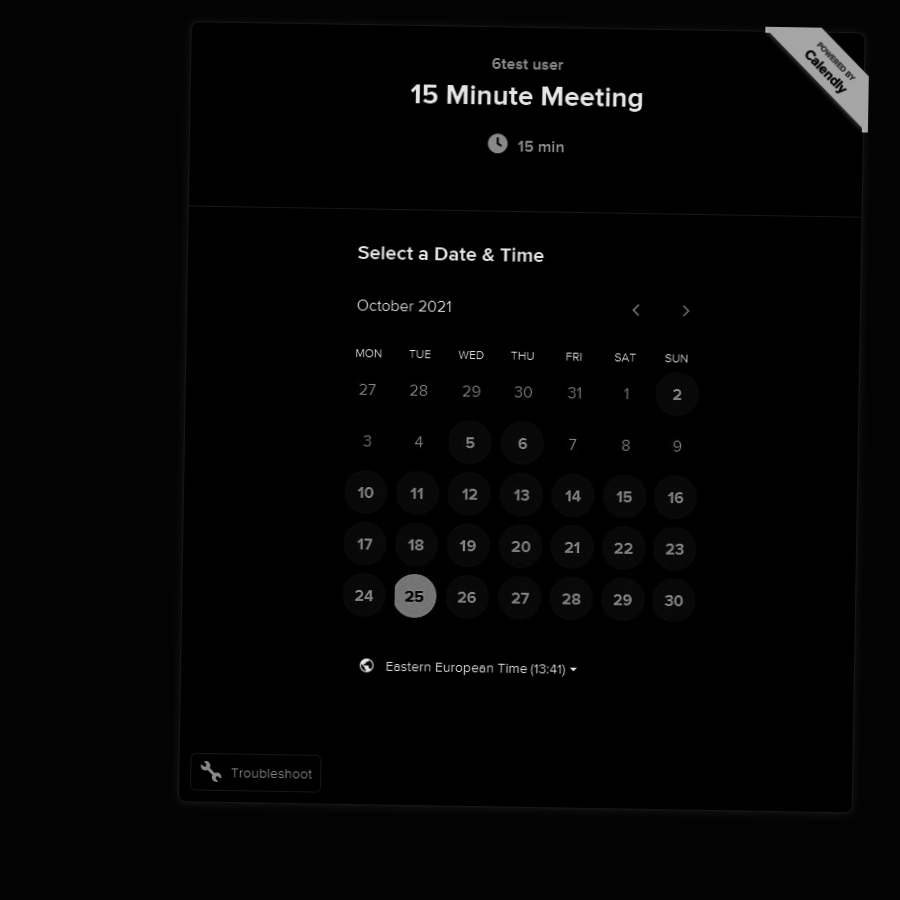 POWERED BY
Calendly
6test user
15 Minute Meeting
15 min
Select a Date & Time
October 2021
MON TUE WED THU FRI SAT SUN
27 28 29 30 31 1 2
3 4 5 6 7 8 9
10 11 12 13 14 15 16
17 18 19 20 21 22 23
24 25 26 27 28 29 30
Eastern European Time (13:41)
Troubleshoot